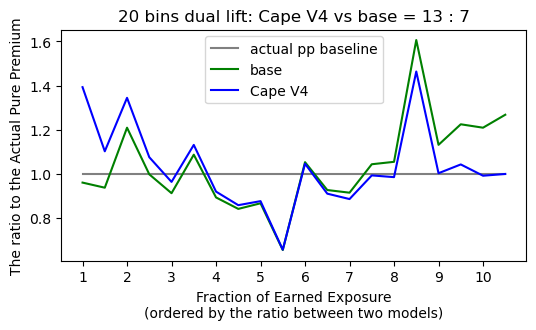 20 bins dual lift: Cape V4 vs base = 13 : 7
The ratio to the Actual Pure Premium
1.6
1.4
1.2
1.0
0.8
actual pp baseline
base
Cape V4
1 2 3 4 5 6 7 8 9 10
Fraction of Earned Exposure
(ordered by the ratio between two models)